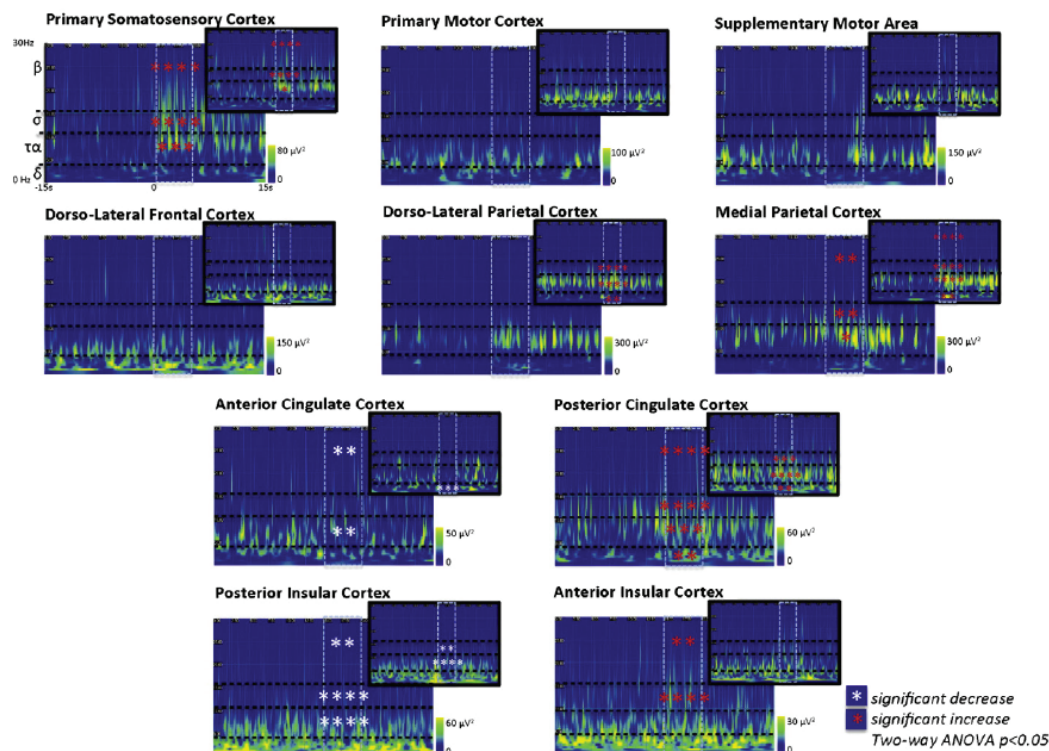 Primary Somatosensory Cortex
Primary Motor Cortex
Supplementary Motor Area
30Hz
β
σ
τα
δ
0 Hz
-15s
0
15s
80 µV²
0
100 µV²
0
150 µV²
0
Dorso-Lateral Frontal Cortex
Dorso-Lateral Parietal Cortex
Medial Parietal Cortex
150 µV²
0
300 µV²
0
300 µV²
0
Anterior Cingulate Cortex
Posterior Cingulate Cortex
50 µV²
0
60 µV²
0
Posterior Insular Cortex
Anterior Insular Cortex
60 µV²
0
30 µV²
0
* significant decrease
* significant increase
Two-way ANOVA p<0.05